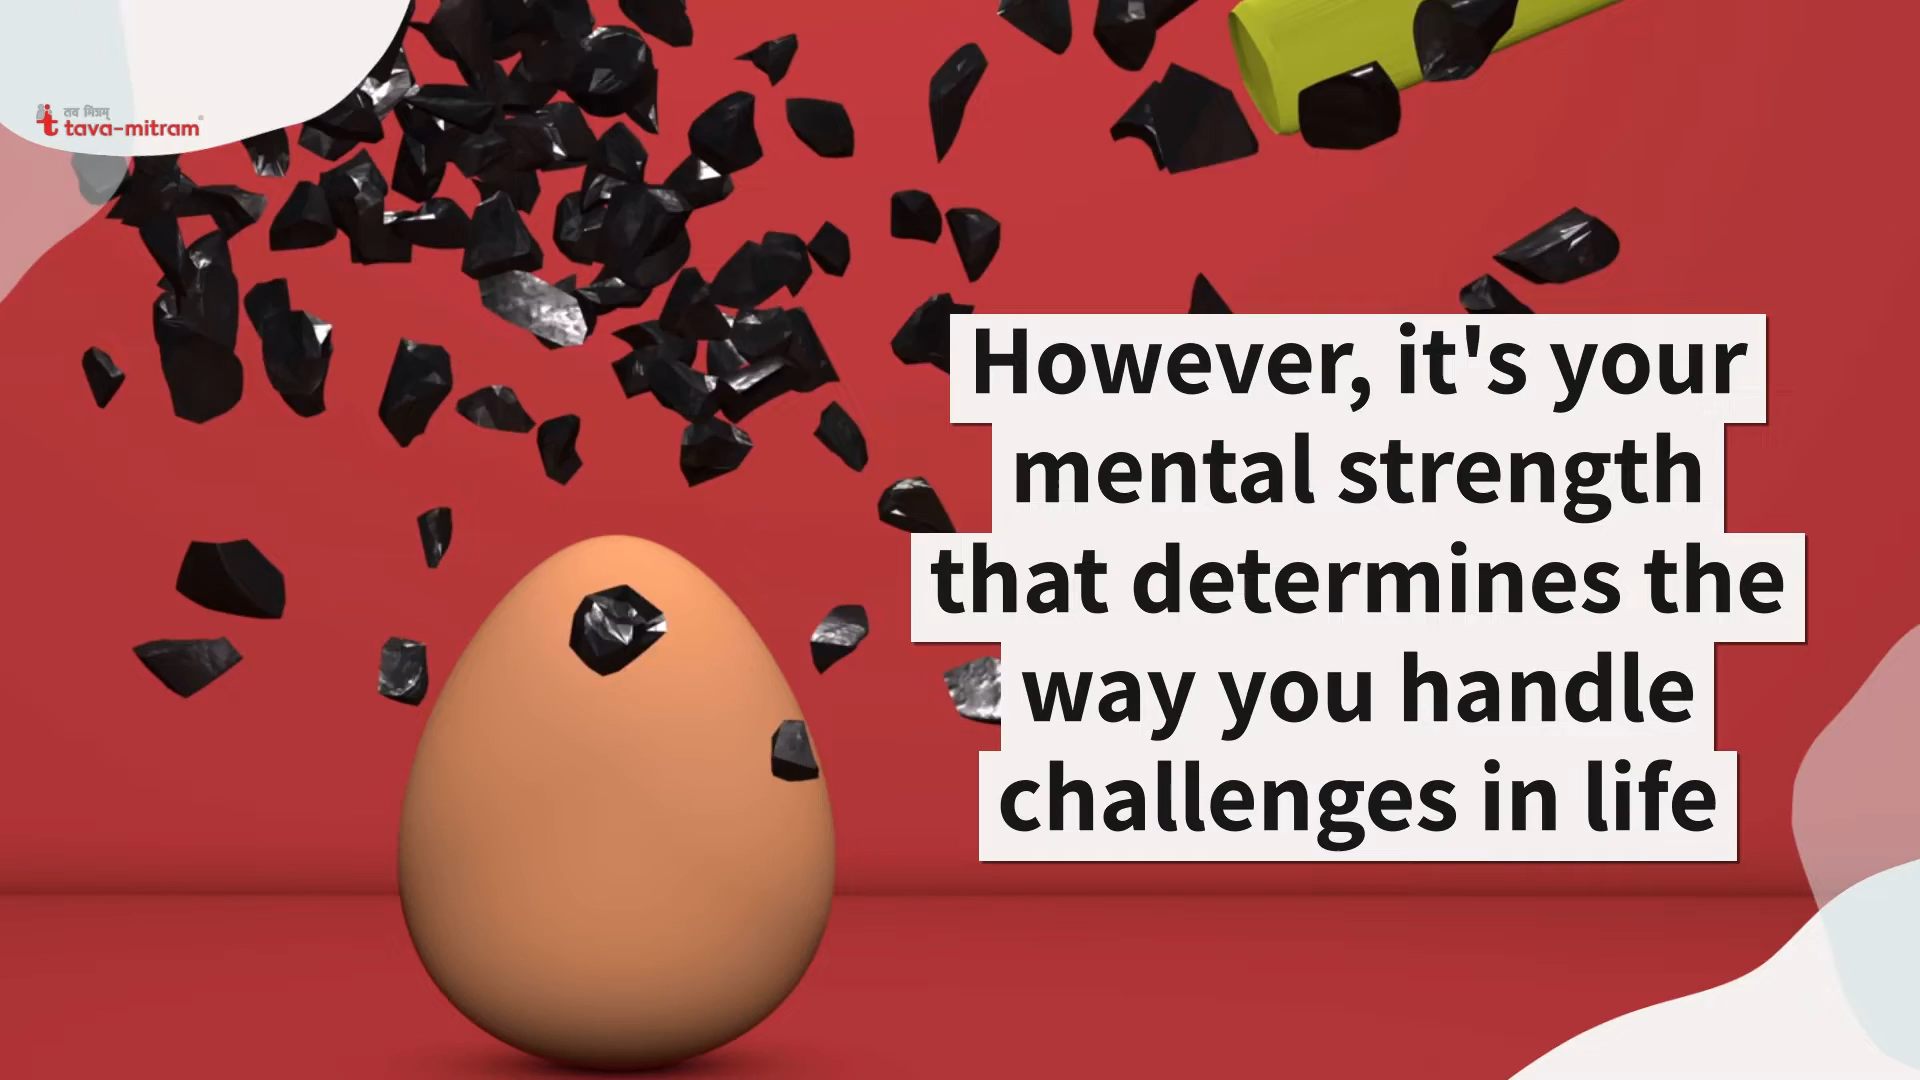 तव मित्रम्
tava-mitram
However, it's your
mental strength
that determines the
way you handle
challenges in life